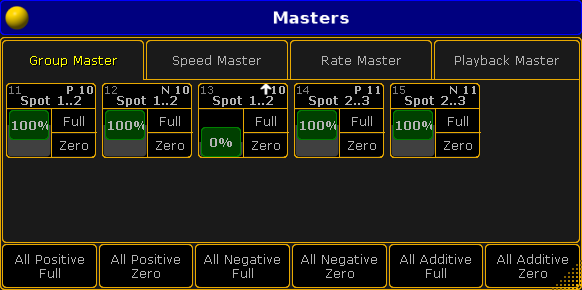 Masters
Group Master
Speed Master
Rate Master
Playback Master
11 P 10
Spot 1..2
100%
Full
Zero
12 N 10
Spot 1..2
100%
Full
Zero
13 10
Spot 1..2
0%
Full
Zero
14 P 11
Spot 2..3
100%
Full
Zero
15 N 11
Spot 2..3
100%
Full
Zero
All Positive
Full
All Positive
Zero
All Negative
Full
All Negative
Zero
All Additive
Full
All Additive
Zero